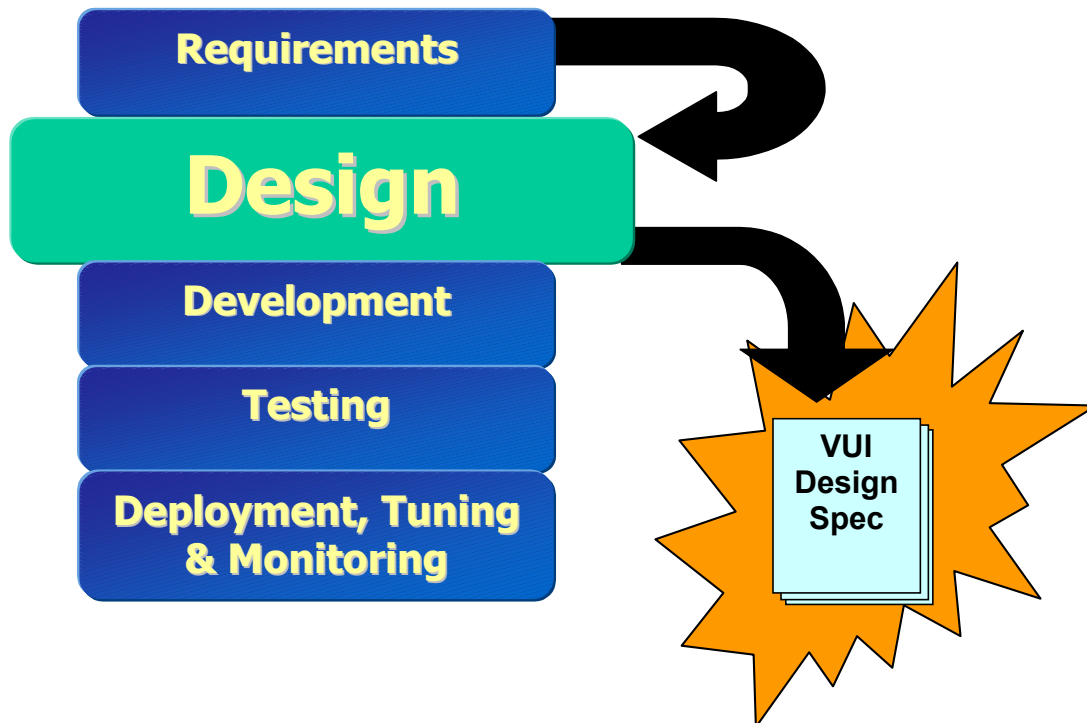 Requirements
Design
Development
Testing
Deployment, Tuning
& Monitoring
VUI
Design
Spec